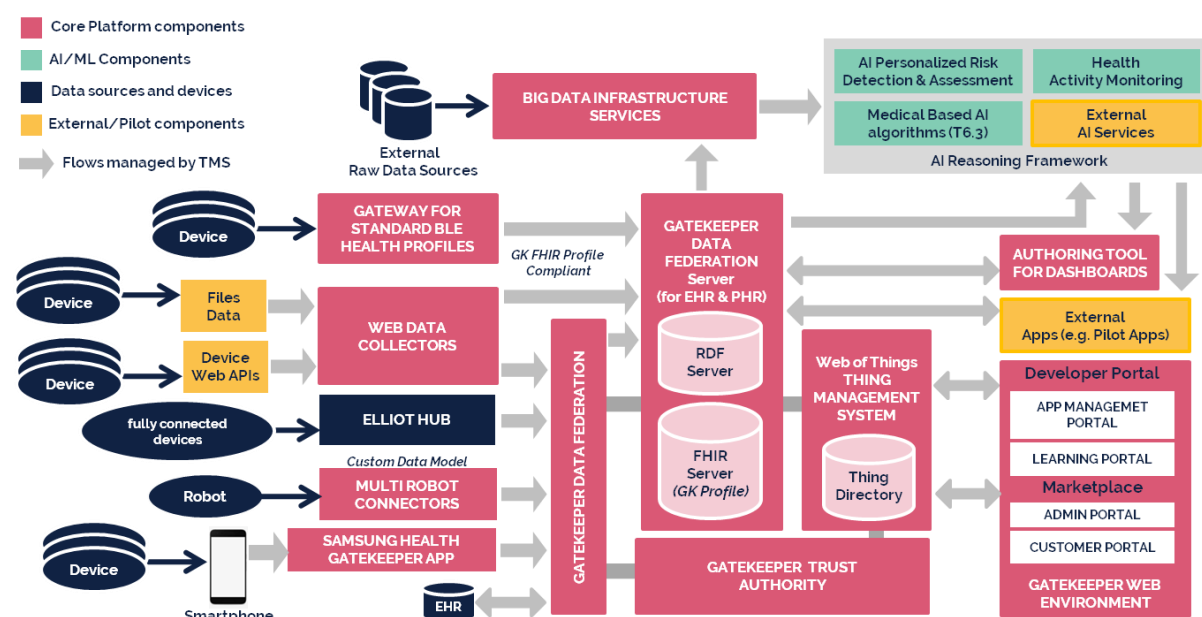 Core Platform components
AI/ML Components
Data sources and devices
External/Pilot components
Flows managed by TMS
External
Raw Data Sources
BIG DATA INFRASTRUCTURE
SERVICES
AI Personalized Risk
Detection & Assessment
Health
Activity Monitoring
Medical Based AI
algorithms (T6.3)
External
AI Services
AI Reasoning Framework
Device
GATEWAY FOR
STANDARD BLE
HEALTH PROFILES
GK FHIR Profile
Compliant
GATEKEEPER
DATA
FEDERATION
Server
(for EHR & PHR)
RDF
Server
FHIR
Server
(GK Profile)
AUTHORING TOOL
FOR DASHBOARDS
External
Apps (e.g. Pilot Apps)
Device
Files
Data
WEB DATA
COLLECTORS
Device
Device
Web APIs
fully connected
devices
ELLIOT HUB
Custom Data Model
Robot
MULTI ROBOT
CONNECTORS
Device
Smartphone
SAMSUNG HEALTH
GATEKEEPER APP
EHR
GATEKEEPER DATA FEDERATION
Web of Things
THING
MANAGEMENT
SYSTEM
Thing
Directory
GATEKEEPER TRUST
AUTHORITY
Developer Portal
APP MANAGEMET
PORTAL
LEARNING PORTAL
Marketplace
ADMIN PORTAL
CUSTOMER PORTAL
GATEKEEPER WEB
ENVIRONMENT